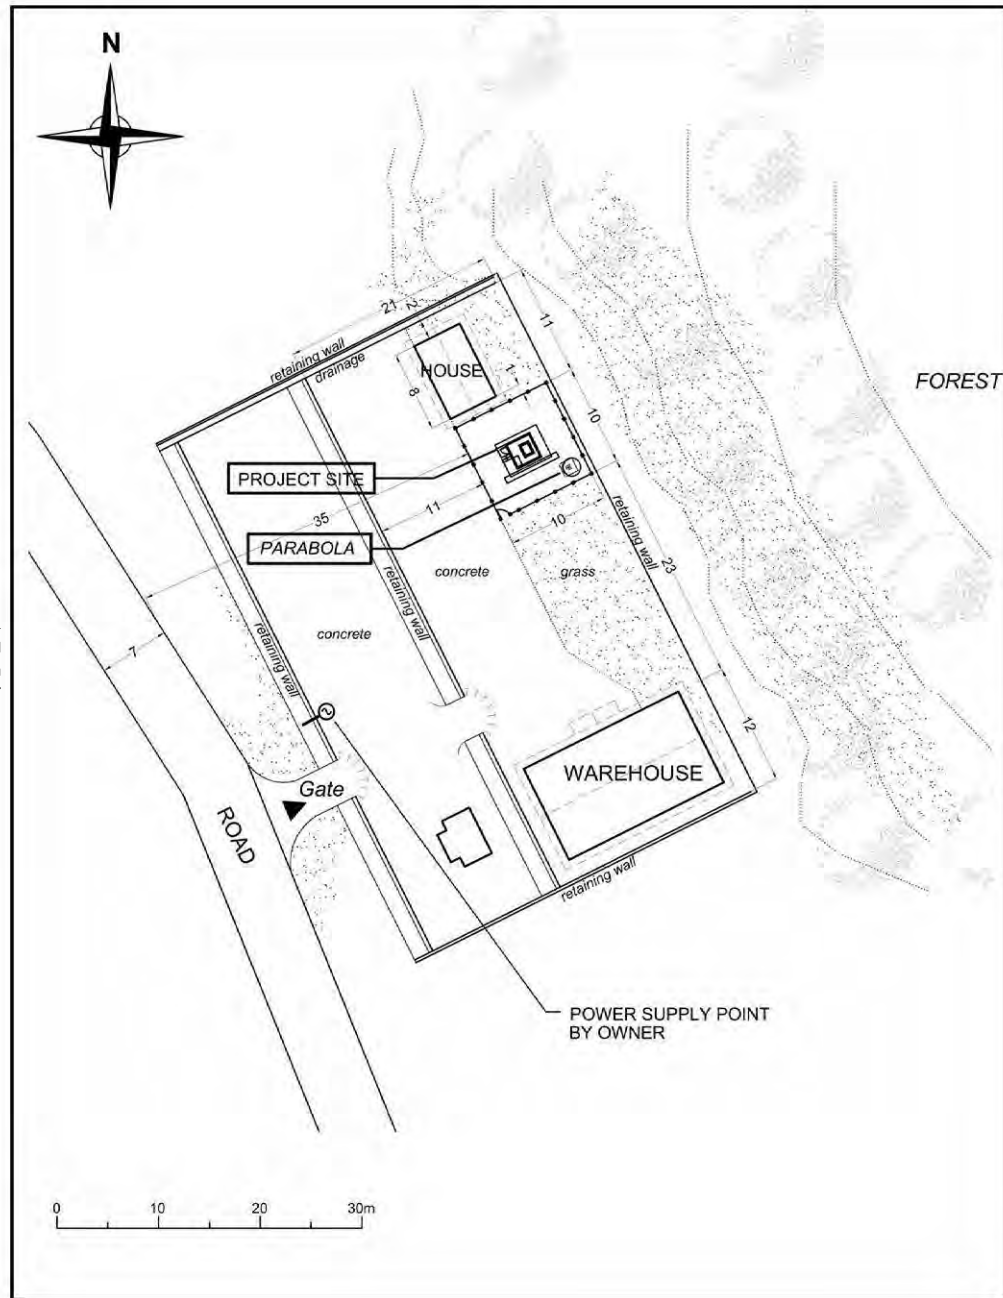 N
21
2
11
retaining wall
drainage
HOUSE
1
8
10
FOREST
PROJECT SITE
35
11
10
retaining wall
PARABOLA
retaining wall
concrete
grass
23
concrete
retaining wall
7
12
WAREHOUSE
Gate
ROAD
retaining wall
POWER SUPPLY POINT
BY OWNER
0 10 20 30m